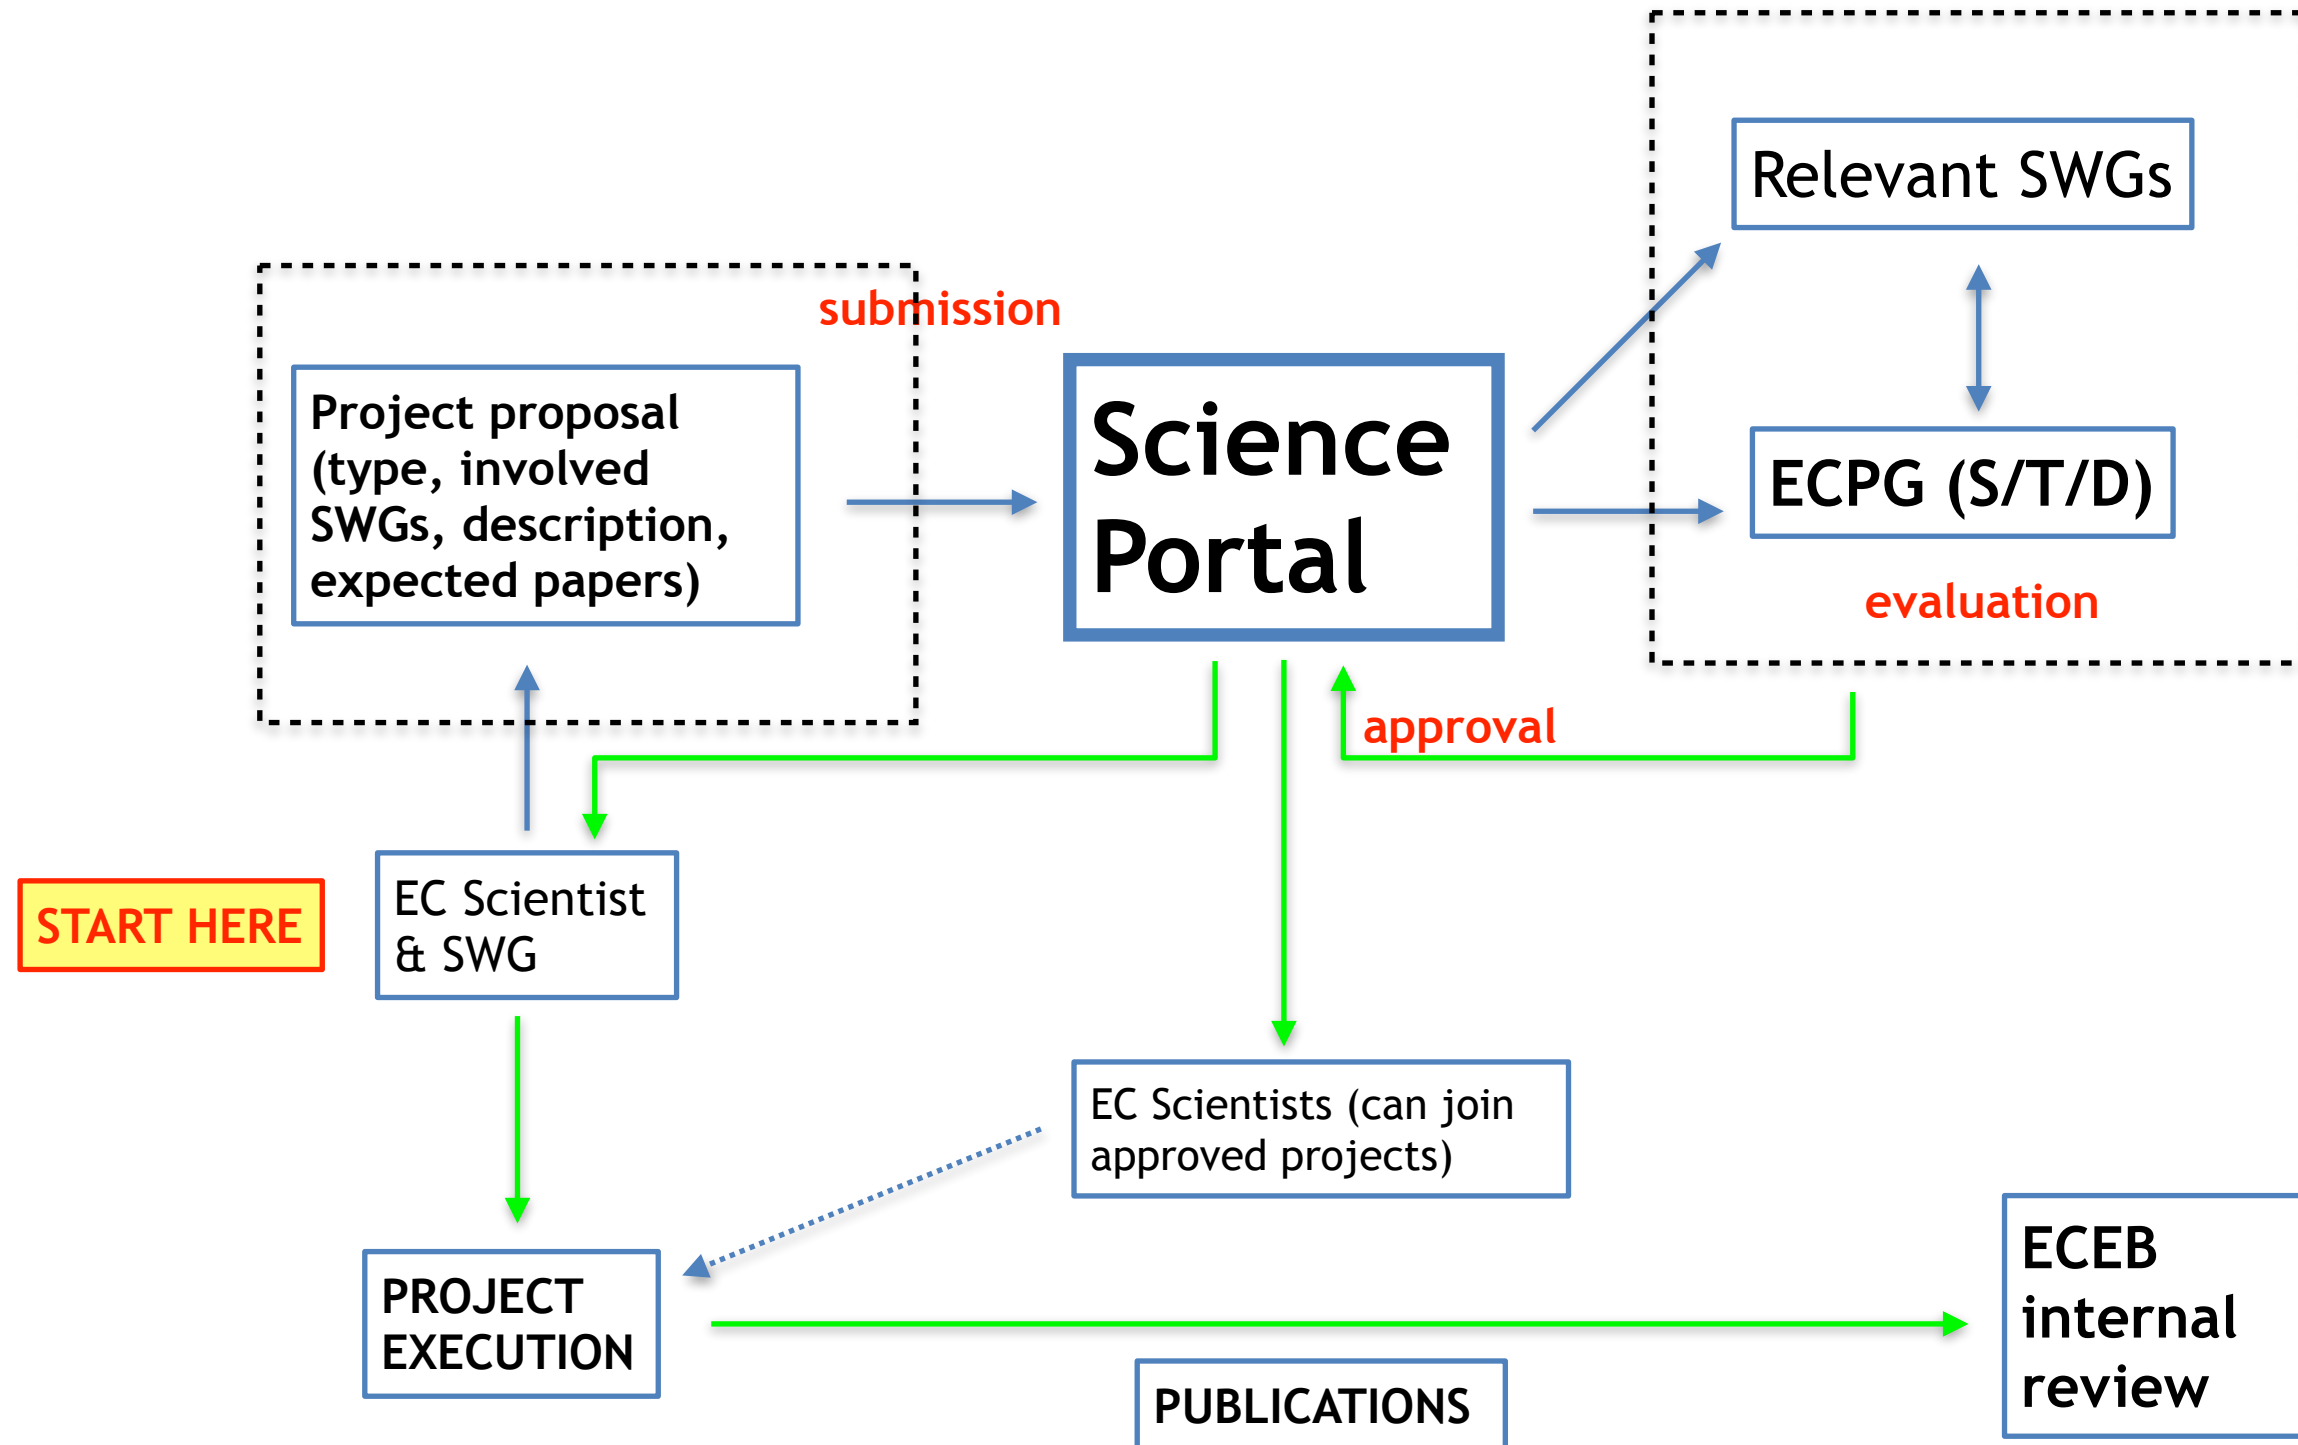 Relevant SWGs
submission
Project proposal
(type, involved
SWGs, description,
expected papers)
Science
Portal
ECPG (S/T/D)
evaluation
approval
START HERE
EC Scientist
& SWG
EC Scientists (can join
approved projects)
PROJECT
EXECUTION
ECEB
internal
review
PUBLICATIONS